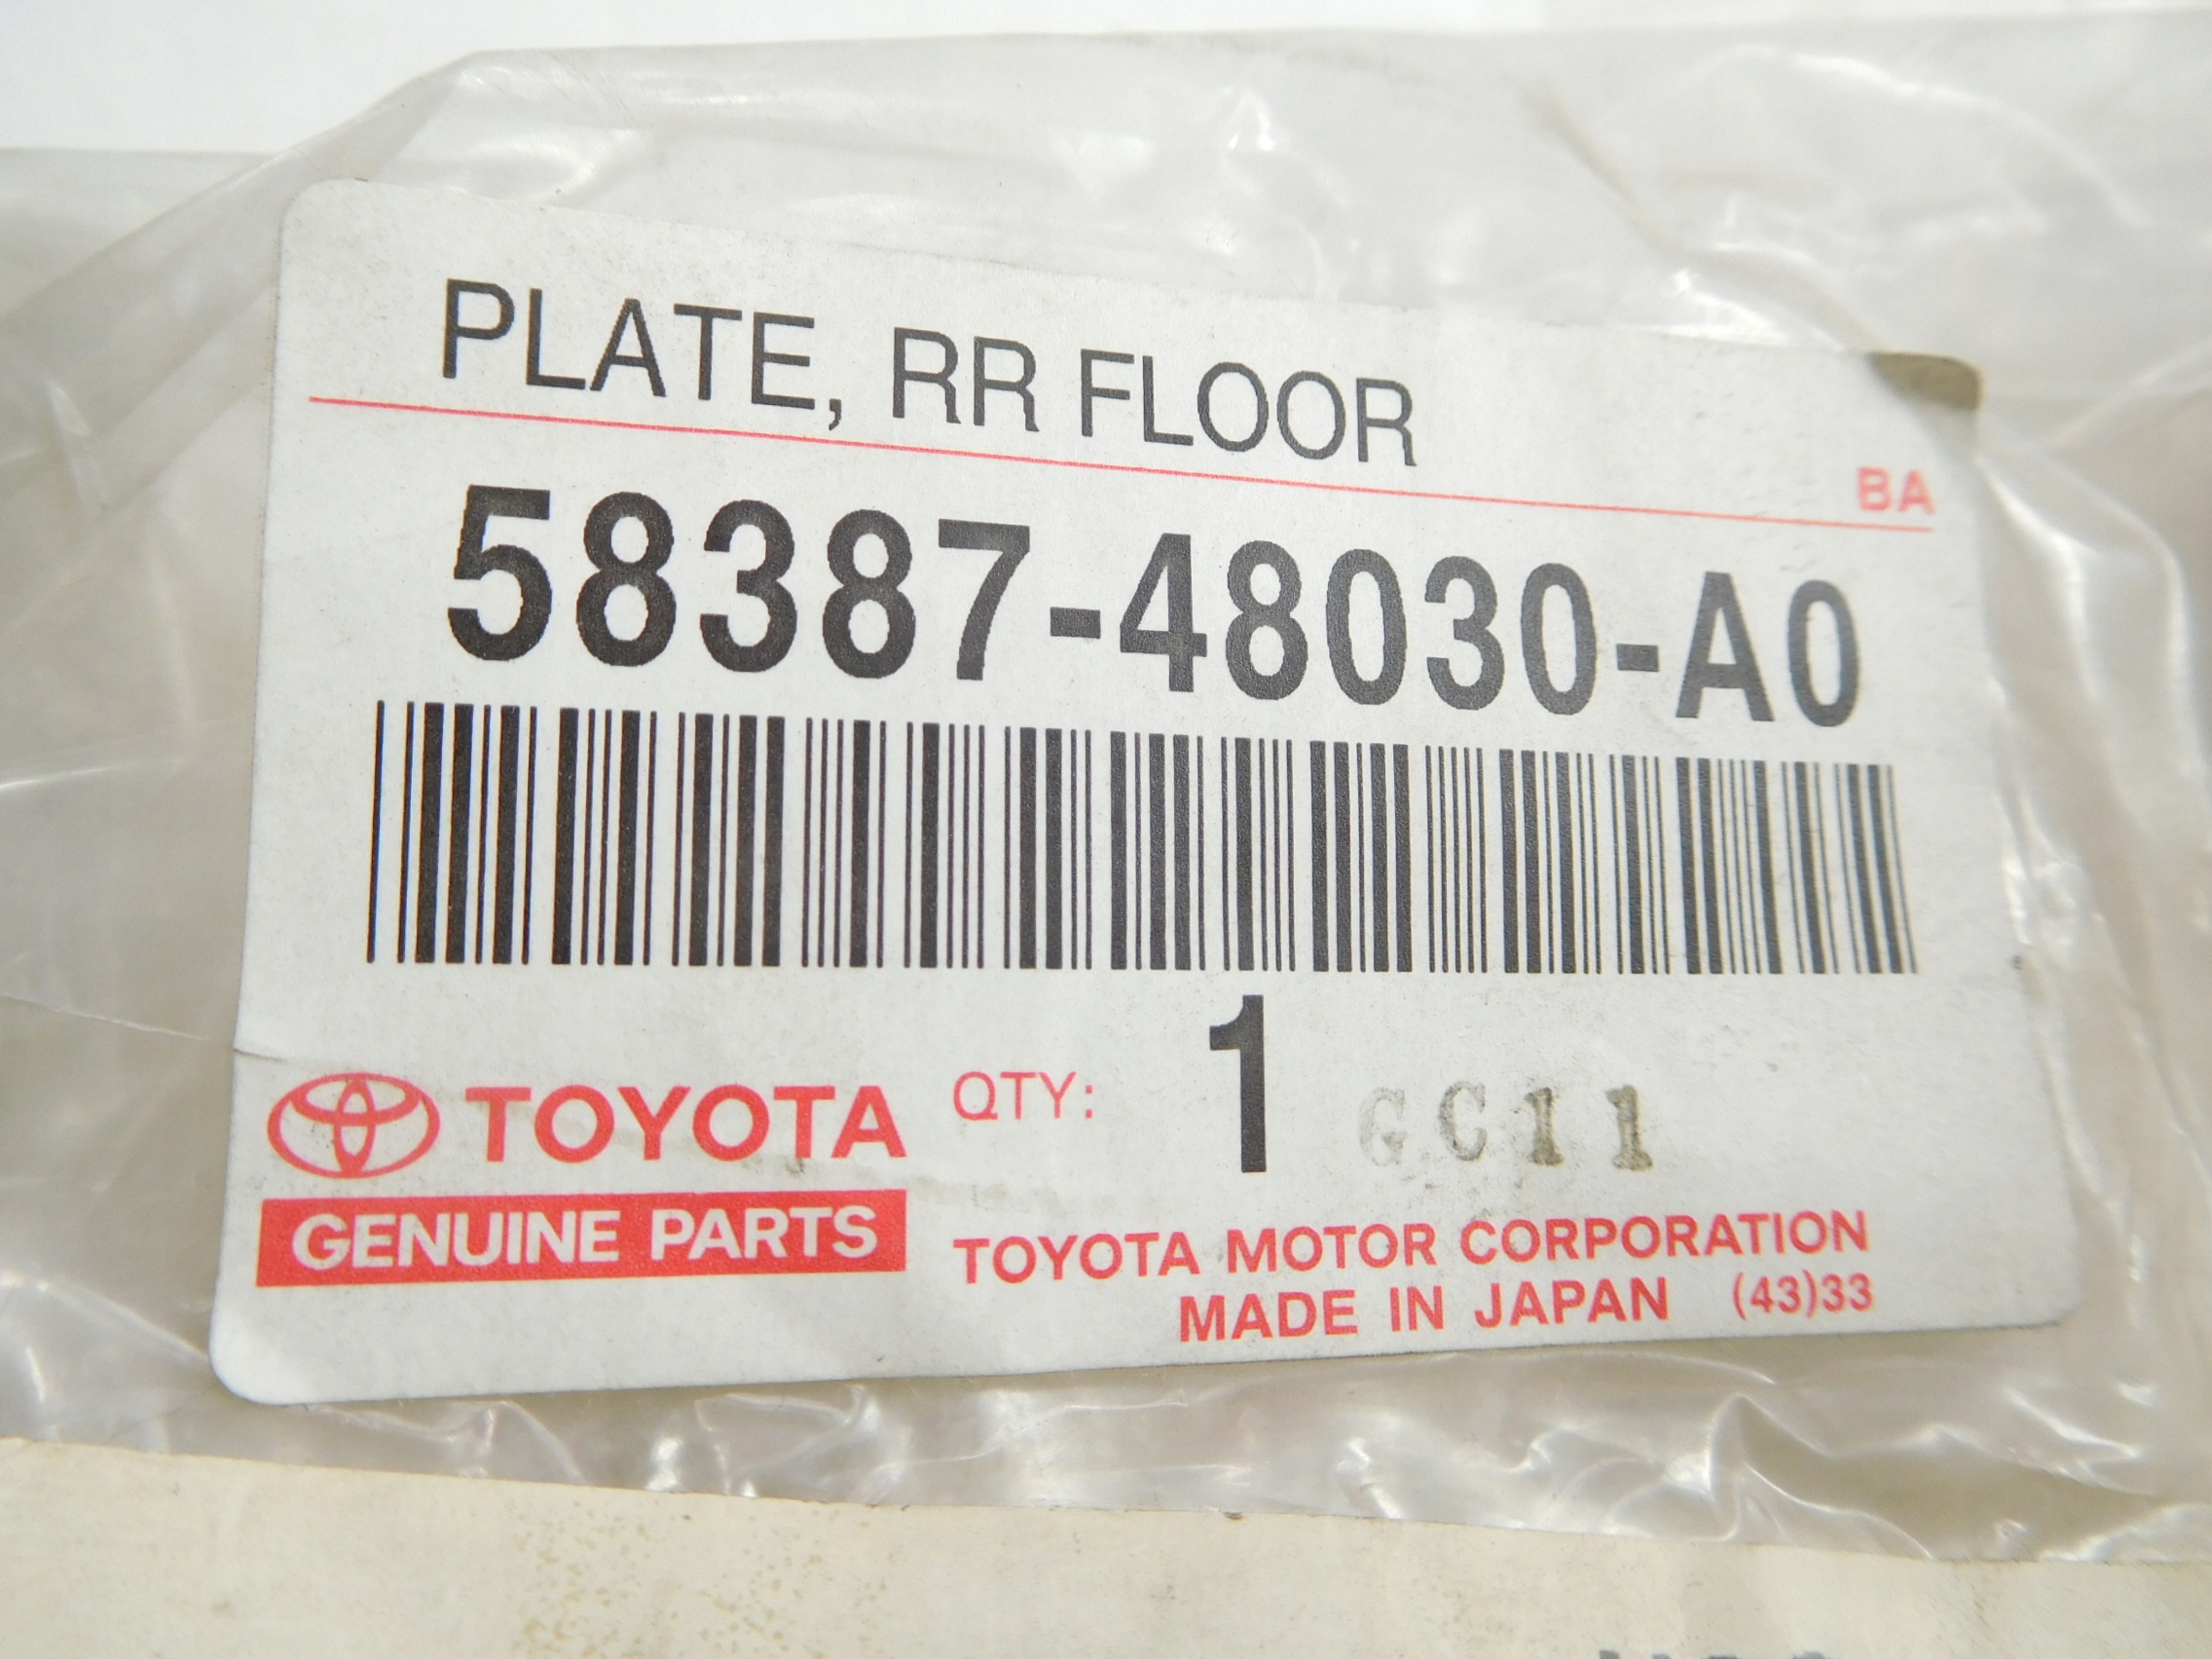 PLATE, RR FLOOR
BA
58387-48030-A0
TOYOTA QTY: 1 GC11
GENUINE PARTS
TOYOTA MOTOR CORPORATION
MADE IN JAPAN (43)33